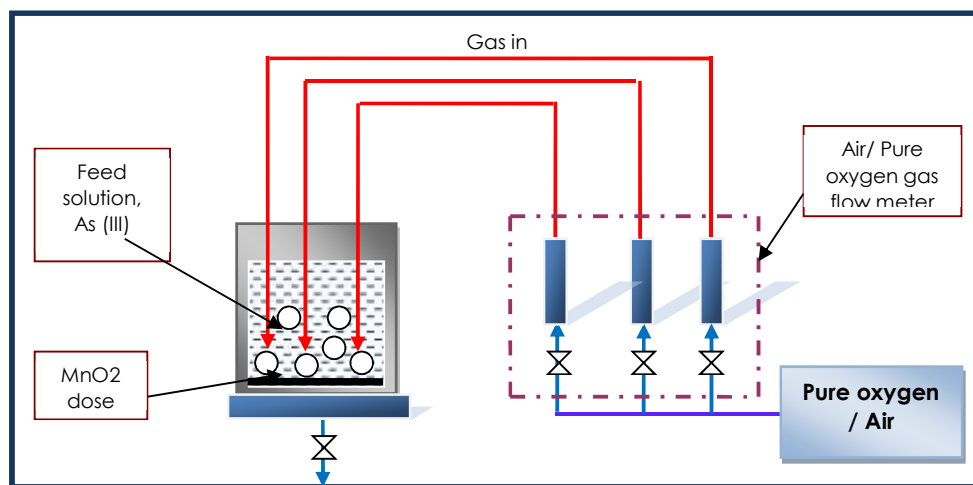 Gas in
Feed
solution,
As (III)
Air/ Pure
oxygen gas
flow meter
MnO2
dose
Pure oxygen
/ Air